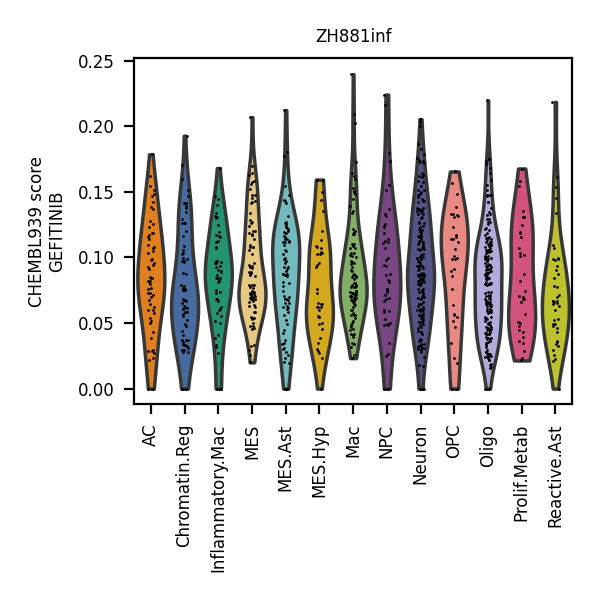 ZH881inf
CHEMBL939 score
GEFITINIB
0.25
0.20
0.15
0.10
0.05
0.00
AC
Chromatin.Reg
Inflammatory.Mac
MES
MES.Ast
MES.Hyp
Mac
NPC
Neuron
OPC
Oligo
Prolif.Metab
Reactive.Ast